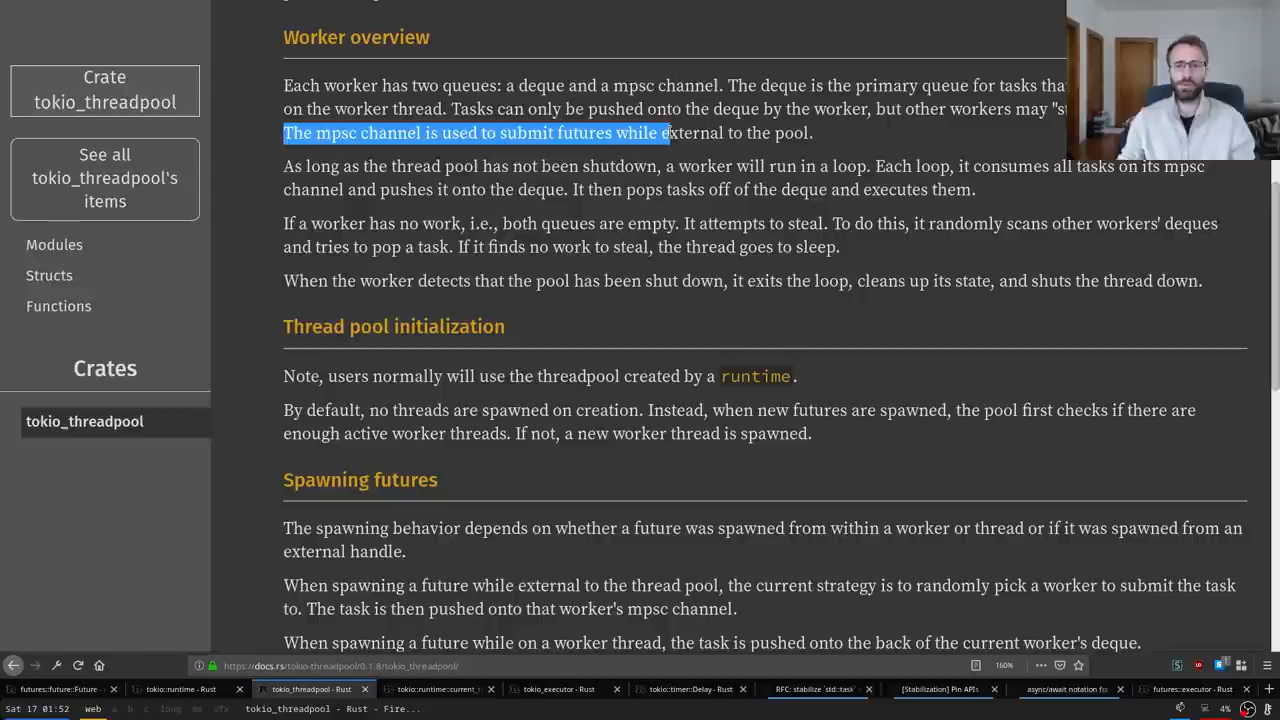 Crate
tokio_threadpool
See all
tokio_threadpool's
items
Modules
Structs
Functions
Crates
tokio_threadpool
Worker overview
Each worker has two queues: a deque and a mpsc channel. The deque is the primary queue for tasks
on the worker thread. Tasks can only be pushed onto the deque by the worker, but other workers may
The mpsc channel is used to submit futures while external to the pool.
As long as the thread pool has not been shutdown, a worker will run in a loop. Each loop, it consumes all tasks on its mpsc
channel and pushes it onto the deque. It then pops tasks off of the deque and executes them.
If a worker has no work, i.e., both queues are empty. It attempts to steal. To do this, it randomly scans other workers' deques
and tries to pop a task. If it finds no work to steal, the thread goes to sleep.
When the worker detects that the pool has been shut down, it exits the loop, cleans up its state, and shuts the thread down.
Thread pool initialization
Note, users normally will use the threadpool created by a runtime.
By default, no threads are spawned on creation. Instead, when new futures are spawned, the pool first checks if there are
enough active worker threads. If not, a new worker thread is spawned.
Spawning futures
The spawning behavior depends on whether a future was spawned from within a worker or thread or if it was spawned from an
external handle.
When spawning a future while external to the thread pool, the current strategy is to randomly pick a worker to submit the task
to. The task is then pushed onto that worker's mpsc channel.
When spawning a future while on a worker thread, the task is pushed onto the back of the current worker's deque.
https://docs.rs/tokio-threadpool/0.1.8/tokio_threadpool/
160%
futures::future::Future - tokio::runtime - Rust tokio_threadpool - Rust tokio::runtime::current_ tokio_executor - Rust tokio::timer::Delay - Rust RFC: stabilize `std::task` [Stabilization] Pin APIs async/await notation for futures::executor - Rust
Sat 17 01:52 web a b c long mx sfx tokio_threadpool - Rust - Fire... 4%